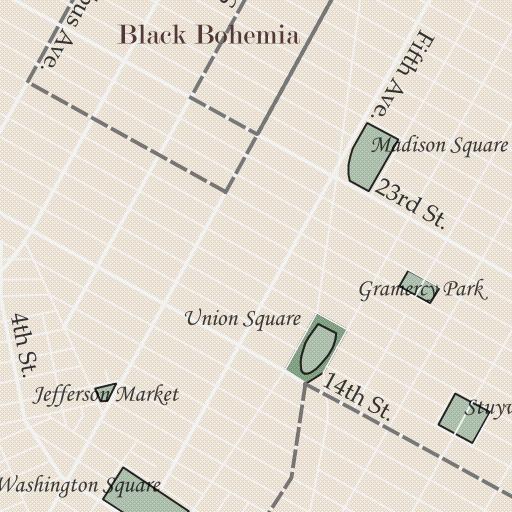 Black Bohemia
Ave.
Fifth Ave.
Madison Square
23rd St.
Gramercy Park
Union Square
4th St.
14th St.
Jefferson Market
Washington Square